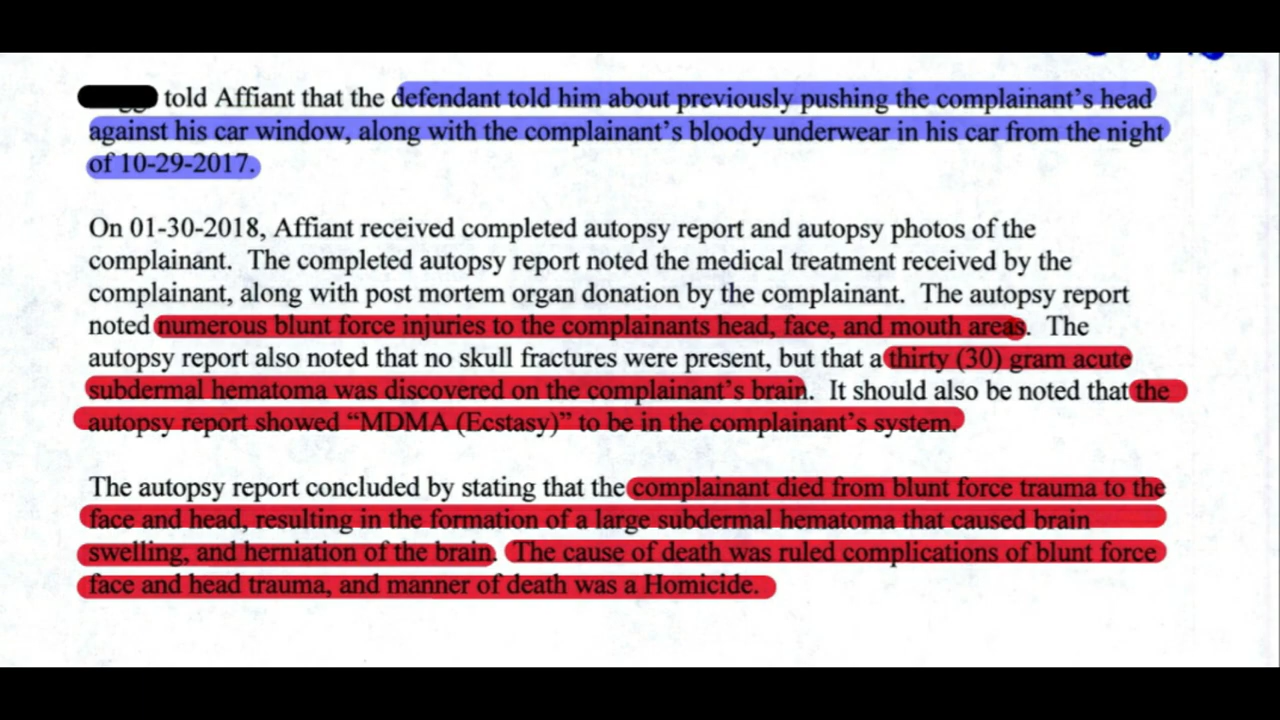 told Affiant that the defendant told him about previously pushing the complainant's head
against his car window, along with the complainant's bloody underwear in his car from the night
of 10-29-2017.
On 01-30-2018, Affiant received completed autopsy report and autopsy photos of the
complainant. The completed autopsy report noted the medical treatment received by the
complainant, along with post mortem organ donation by the complainant. The autopsy report
noted numerous blunt force injuries to the complainants head, face, and mouth areas. The
autopsy report also noted that no skull fractures were present, but that a thirty (30) gram acute
subdermal hematoma was discovered on the complainant's brain. It should also be noted that the
autopsy report showed “MDMA (Ecstasy)” to be in the complainant's system.
The autopsy report concluded by stating that the complainant died from blunt force trauma to the
face and head, resulting in the formation of a large subdermal hematoma that caused brain
swelling, and herniation of the brain. The cause of death was ruled complications of blunt force
face and head trauma, and manner of death was a Homicide.